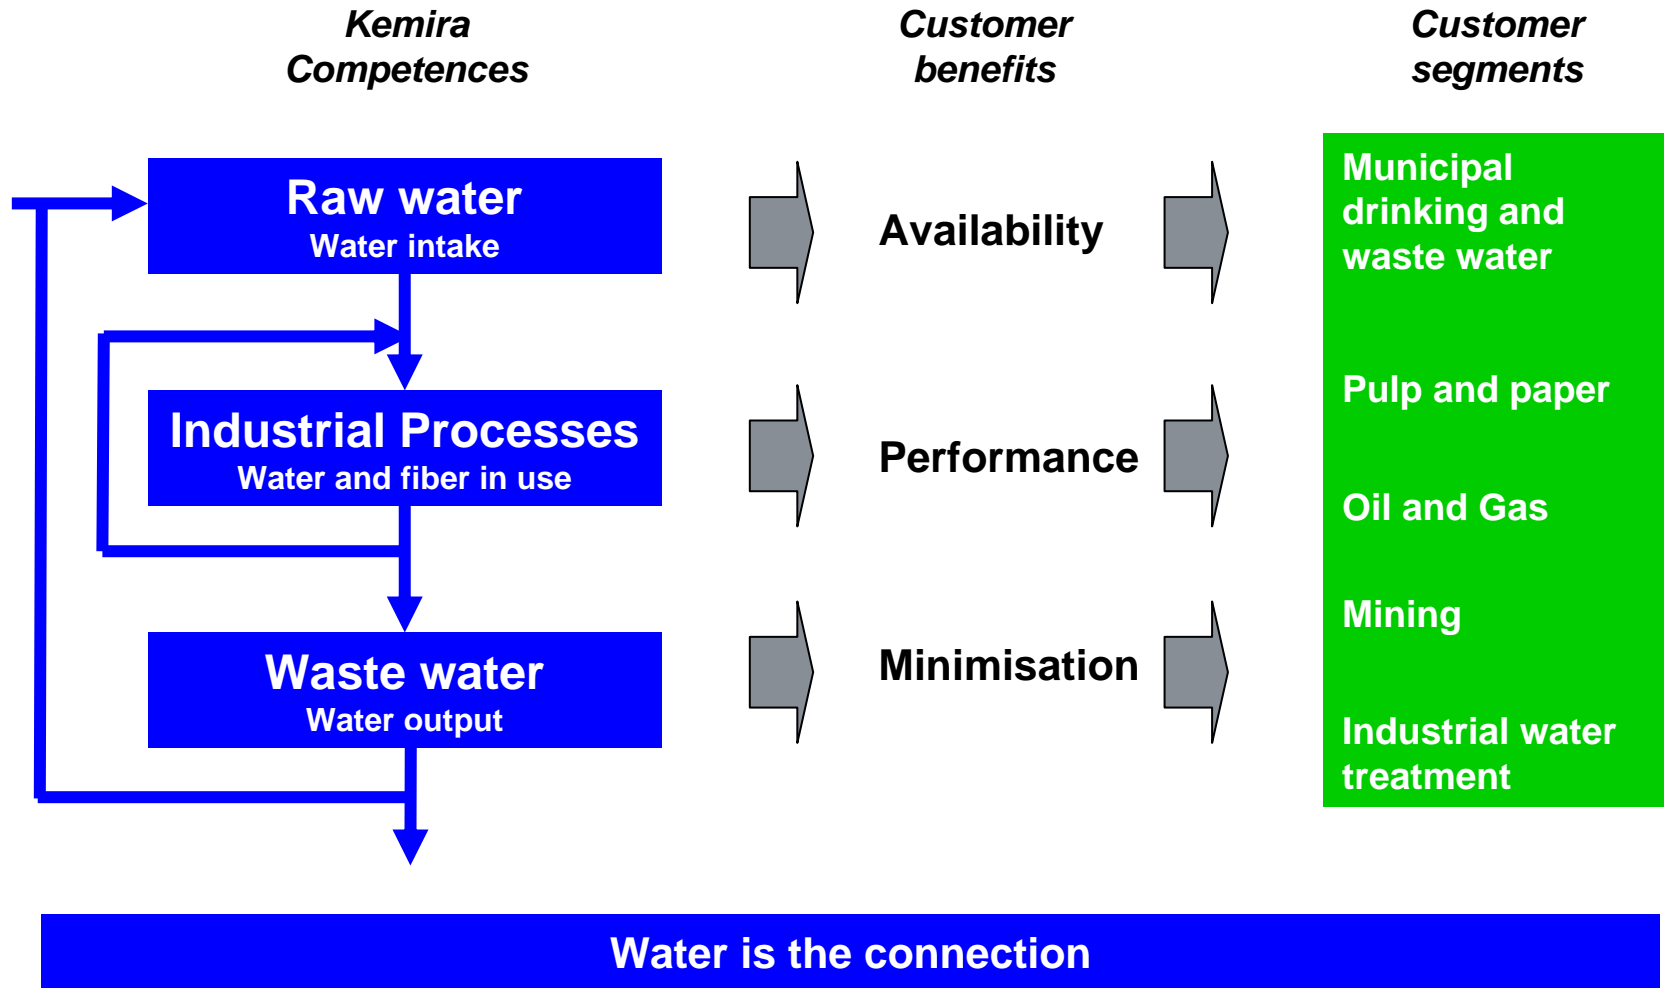 Kemira
Competences
Customer
benefits
Customer
segments
Raw water
Water intake
Availability
Municipal
drinking and
waste water
Industrial Processes
Water and fiber in use
Performance
Pulp and paper
Oil and Gas
Waste water
Water output
Minimisation
Mining
Industrial water
treatment
Water is the connection